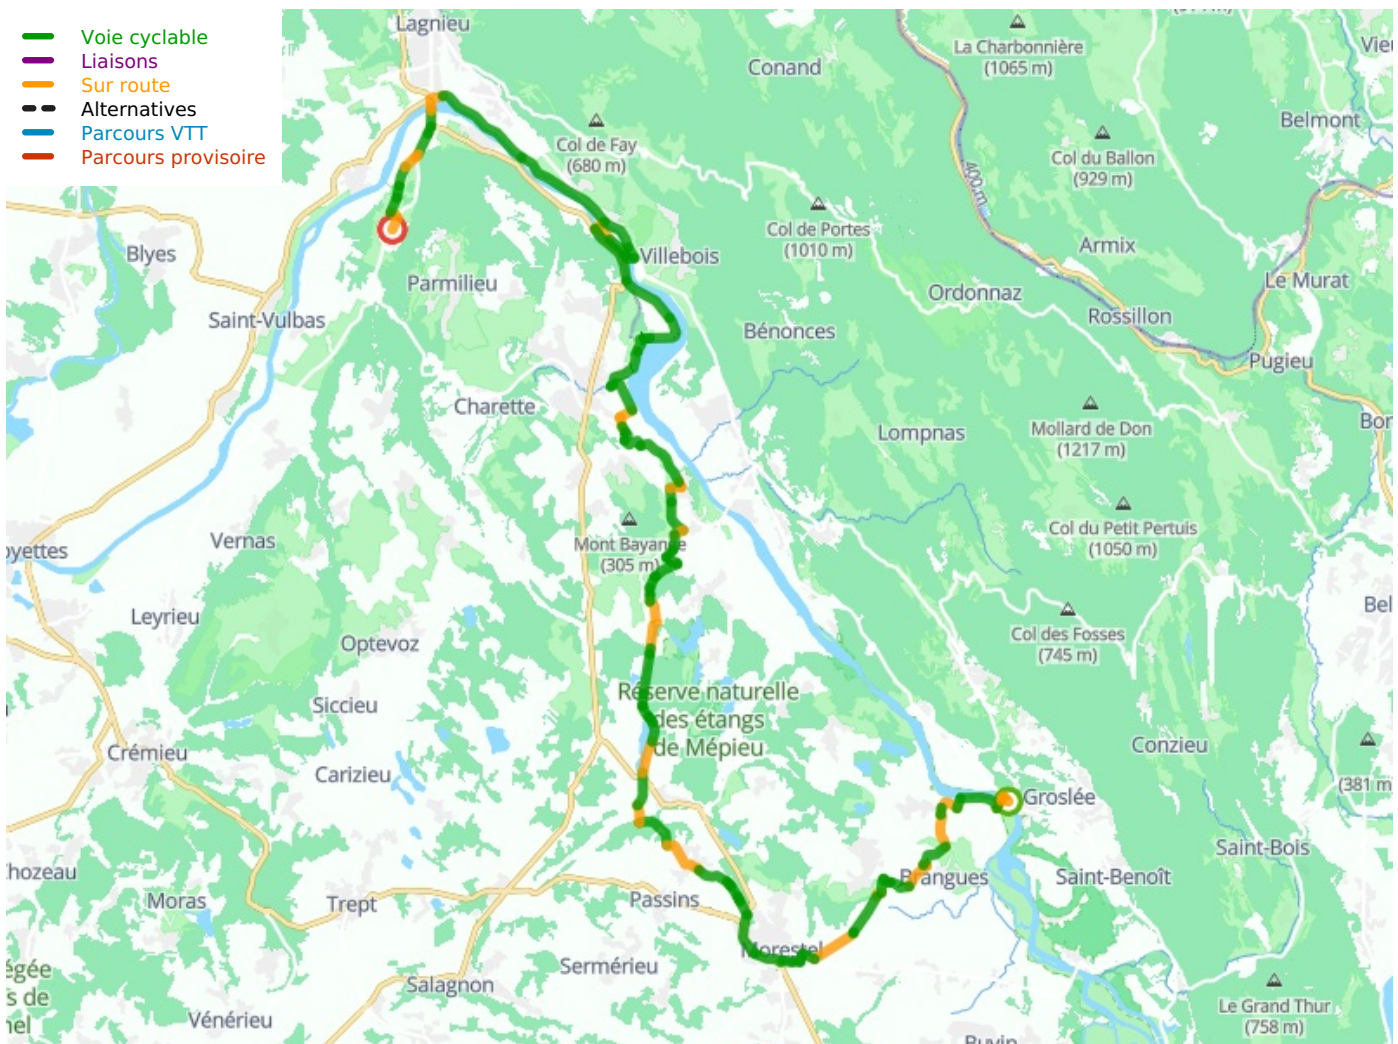 Voie cyclable
Liaisons
Sur route
Alternatives
Parcours VTT
Parcours provisoire
Lagnieu
Conand
La Charbonnière
(1065 m)
Belmont
Col de Fay
(680 m)
Col du Ballon
(929 m)
400 m
Col de Portes
(1010 m)
Armix
Blyes
Villebois
Parmilieu
Le Murat
Ordonnaz
Rossillon
Saint-Vulbas
Bénonces
Pugieu
Charette
Mollard de Don
(1217 m)
Lompnas
Col du Petit Pertuis
(1050 m)
Vernas
Mont Bayanne
(305 m)
Leyrieu
Optevoz
Col des Fosses
(745 m)
Siccieu
Réserve naturelle
des étangs
de Mépieu
Conzieu
Crémieu
Carizieu
(381 m
Groslée
Saint-Bois
Brangues
Saint-Benoît
Moras
Trept
Passins
Morestel
Sermérieu
Salagnon
Vénérieu
Le Grand Thur
(758 m)